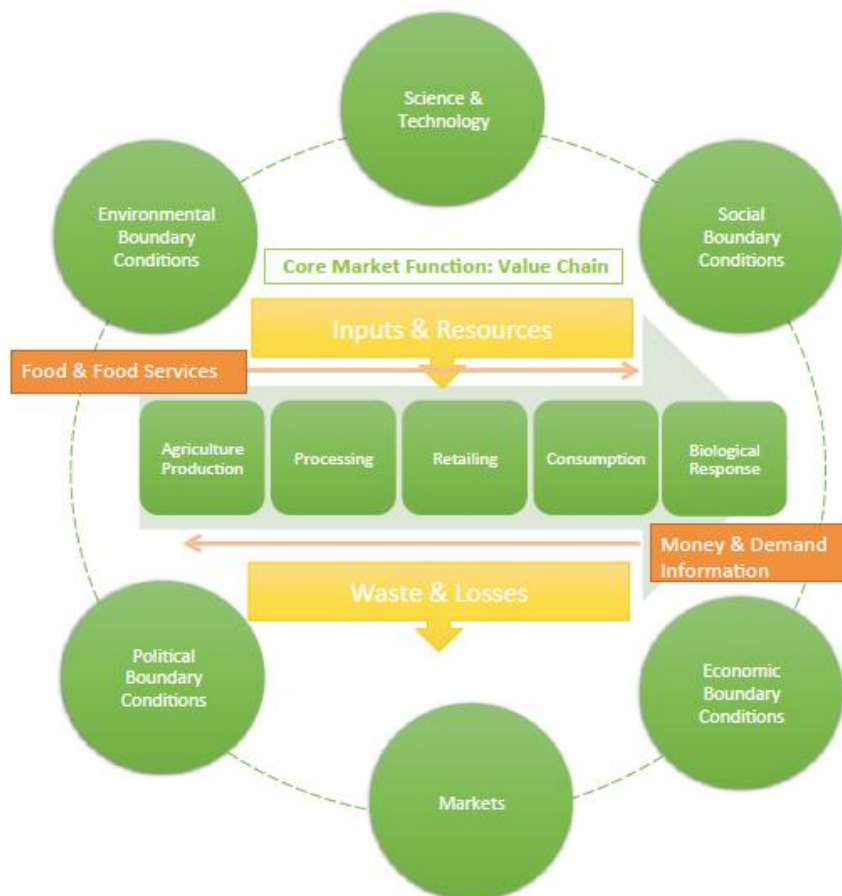 Science &
Technology
Environmental
Boundary
Conditions
Social
Boundary
Conditions
Core Market Function: Value Chain
Inputs & Resources
Food & Food Services
Agriculture
Production
Processing
Retailing
Consumption
Biological
Response
Money & Demand
Information
Waste & Losses
Political
Boundary
Conditions
Economic
Boundary
Conditions
Markets